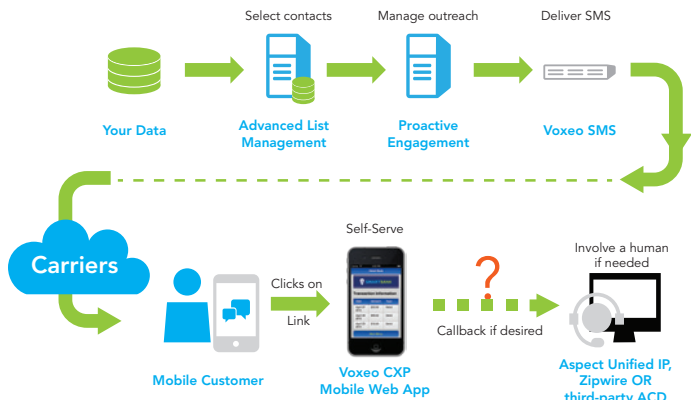 Select contacts
Manage outreach
Deliver SMS
Your Data
Advanced List
Management
Proactive
Engagement
Voxeo SMS
Carriers
Mobile Customer
Clicks on
Link
Self-Serve
Transaction Information
Voxeo CXP
Mobile Web App
?
Callback if desired
Involve a human
if needed
Aspect Unified IP,
Zipwire OR
third-party ACD